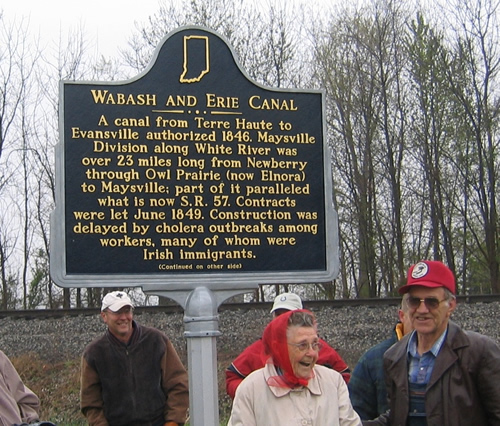 WABASH AND ERIE CANAL
A canal from Terre Haute to
Evansville authorized 1846. Maysville
Division along White River was
over 23 miles long from Newberry
through Owl Prairie (now Elnora)
to Maysville; part of it paralleled
what is now S.R. 57. Contracts
were let June 1849. Construction was
delayed by cholera outbreaks among
workers, many of whom were
Irish immigrants.
(Continued on other side)